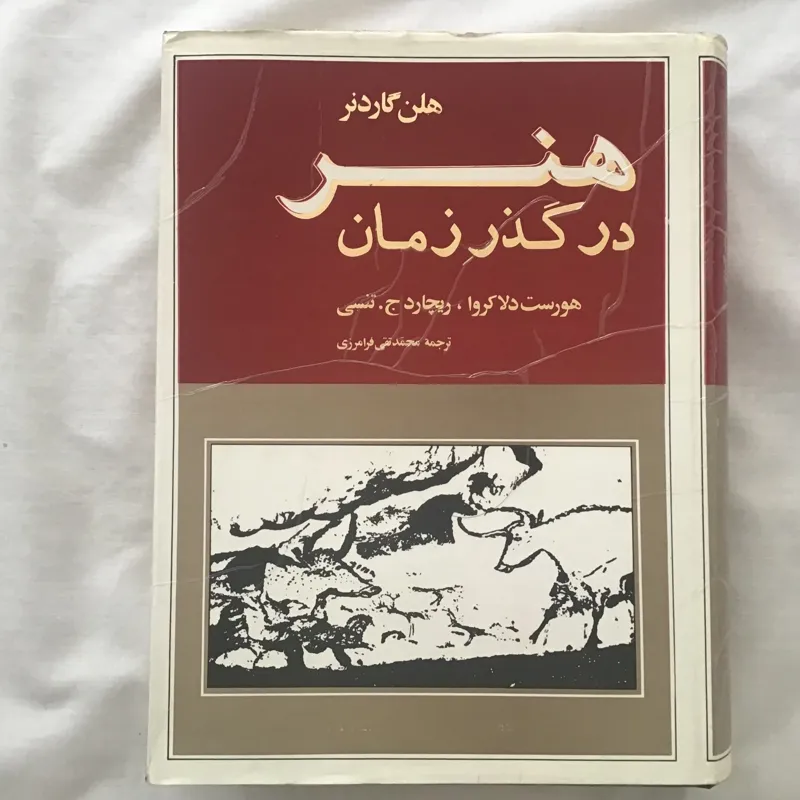 هلن گاردنر
هنر
در گذر زمان
هورست دلاکروا ، ریچارد ج. تنسی
ترجمه محمدتقی فرامرزی